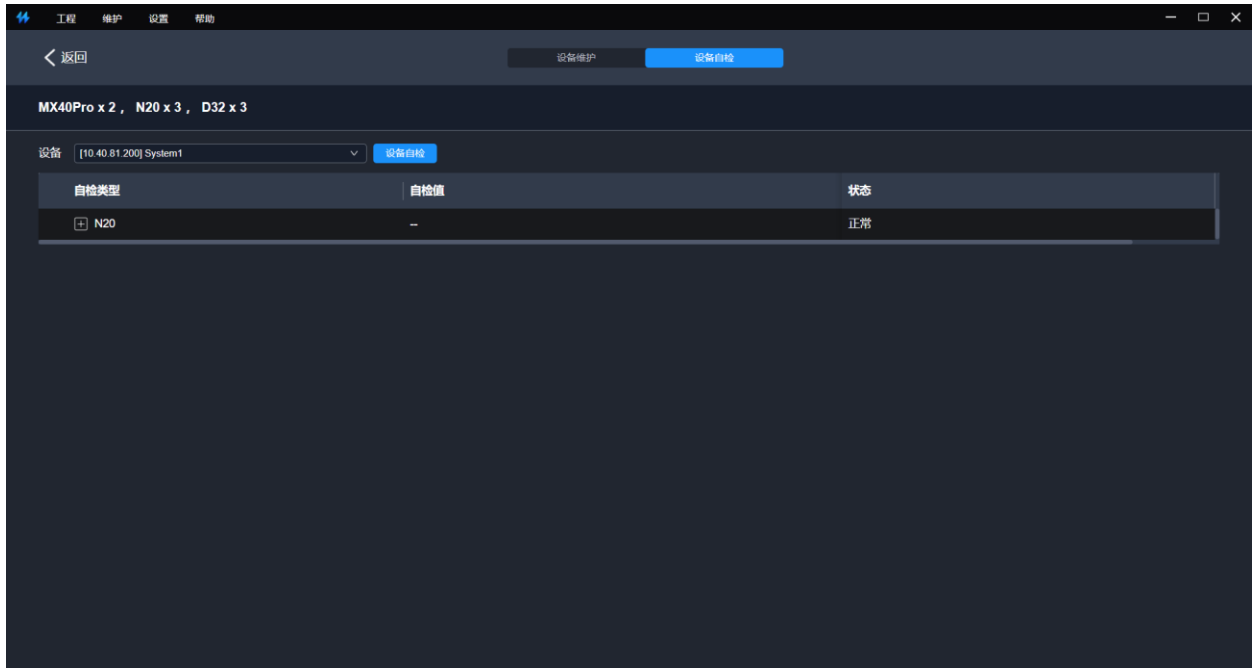 工程 维护 设置 帮助
返回 设备维护 设备自检
MX40Pro x 2 , N20 x 3 , D32 x 3
设备 [10.40.81.200] System1 设备自检
自检类型 自检值 状态
N20 -- 正常